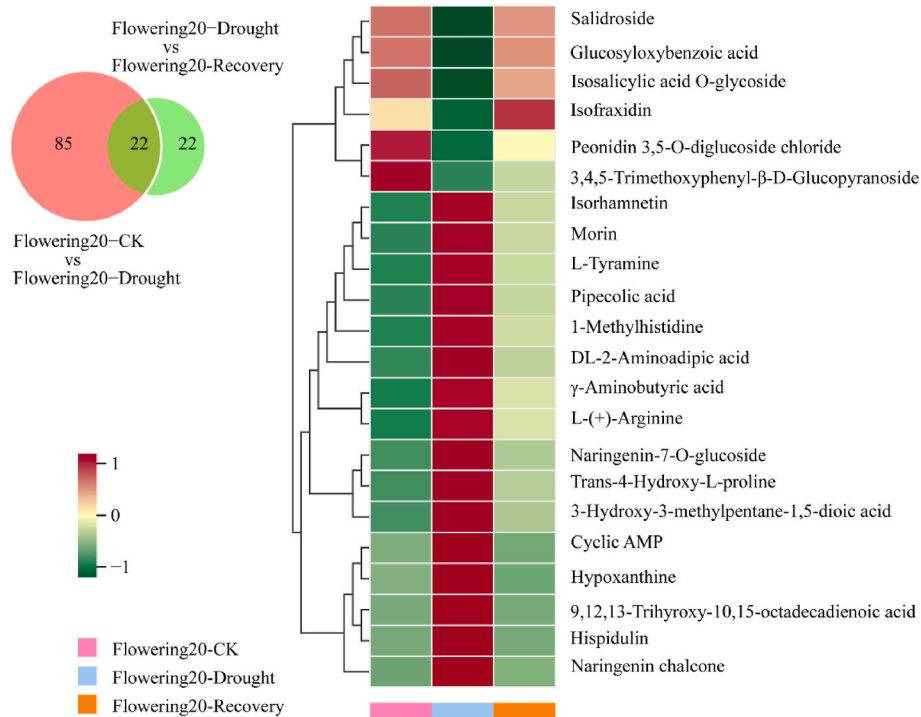 Flowering20−Drought
vs
Flowering20-Recovery
85
22
22
Flowering20−CK
vs
Flowering20−Drought
1
0
−1
Flowering20-CK
Flowering20-Drought
Flowering20-Recovery
Salidroside
Glucosyloxybenzoic acid
Isosalicylic acid O-glycoside
Isofraxidin
Peonidin 3,5-O-diglucoside chloride
3,4,5-Trimethoxyphenyl-β-D-Glucopyranoside
Isorhamnetin
Morin
L-Tyramine
Pipecolic acid
1-Methylhistidine
DL-2-Aminoadipic acid
γ-Aminobutyric acid
L-(+)-Arginine
Naringenin-7-O-glucoside
Trans-4-Hydroxy-L-proline
3-Hydroxy-3-methylpentane-1,5-dioic acid
Cyclic AMP
Hypoxanthine
9,12,13-Trihyroxy-10,15-octadecadienoic acid
Hispidulin
Naringenin chalcone